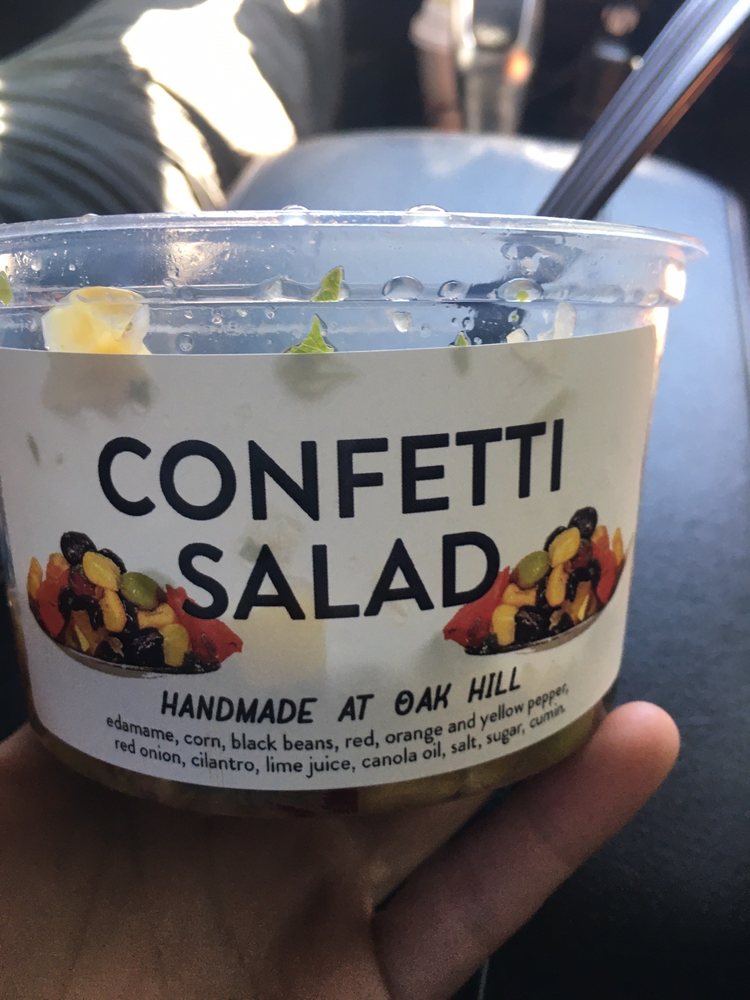 CONFETTI
SALAD
HANDMADE AT OAK HILL
edamame, corn, black beans, red, orange and yellow pepper,
red onion, cilantro, lime juice, canola oil, salt, sugar, cumin.